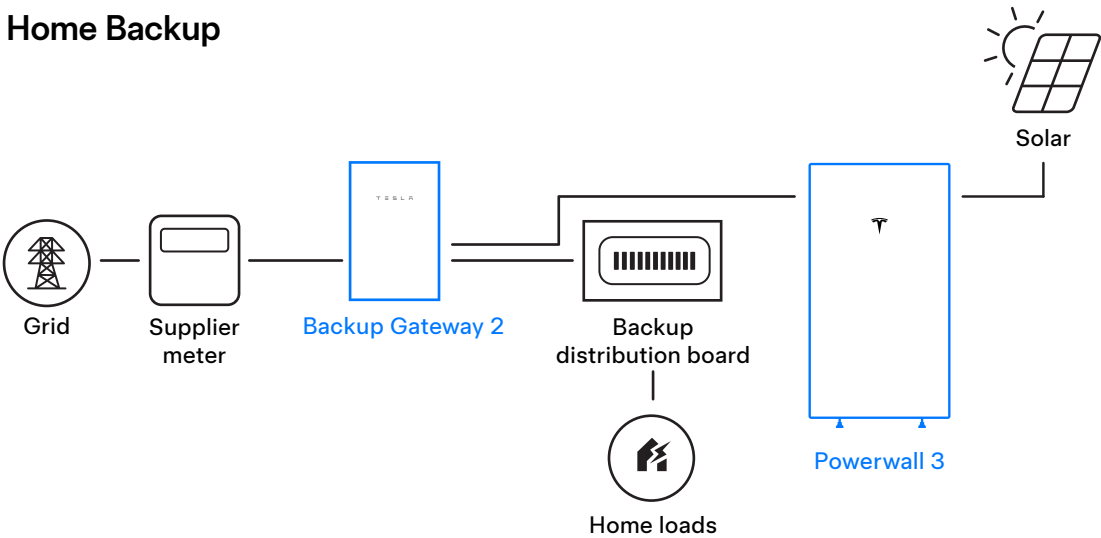 Home Backup
Solar
TESLA
Grid
Supplier
meter
Backup Gateway 2
Backup
distribution board
Powerwall 3
Home loads